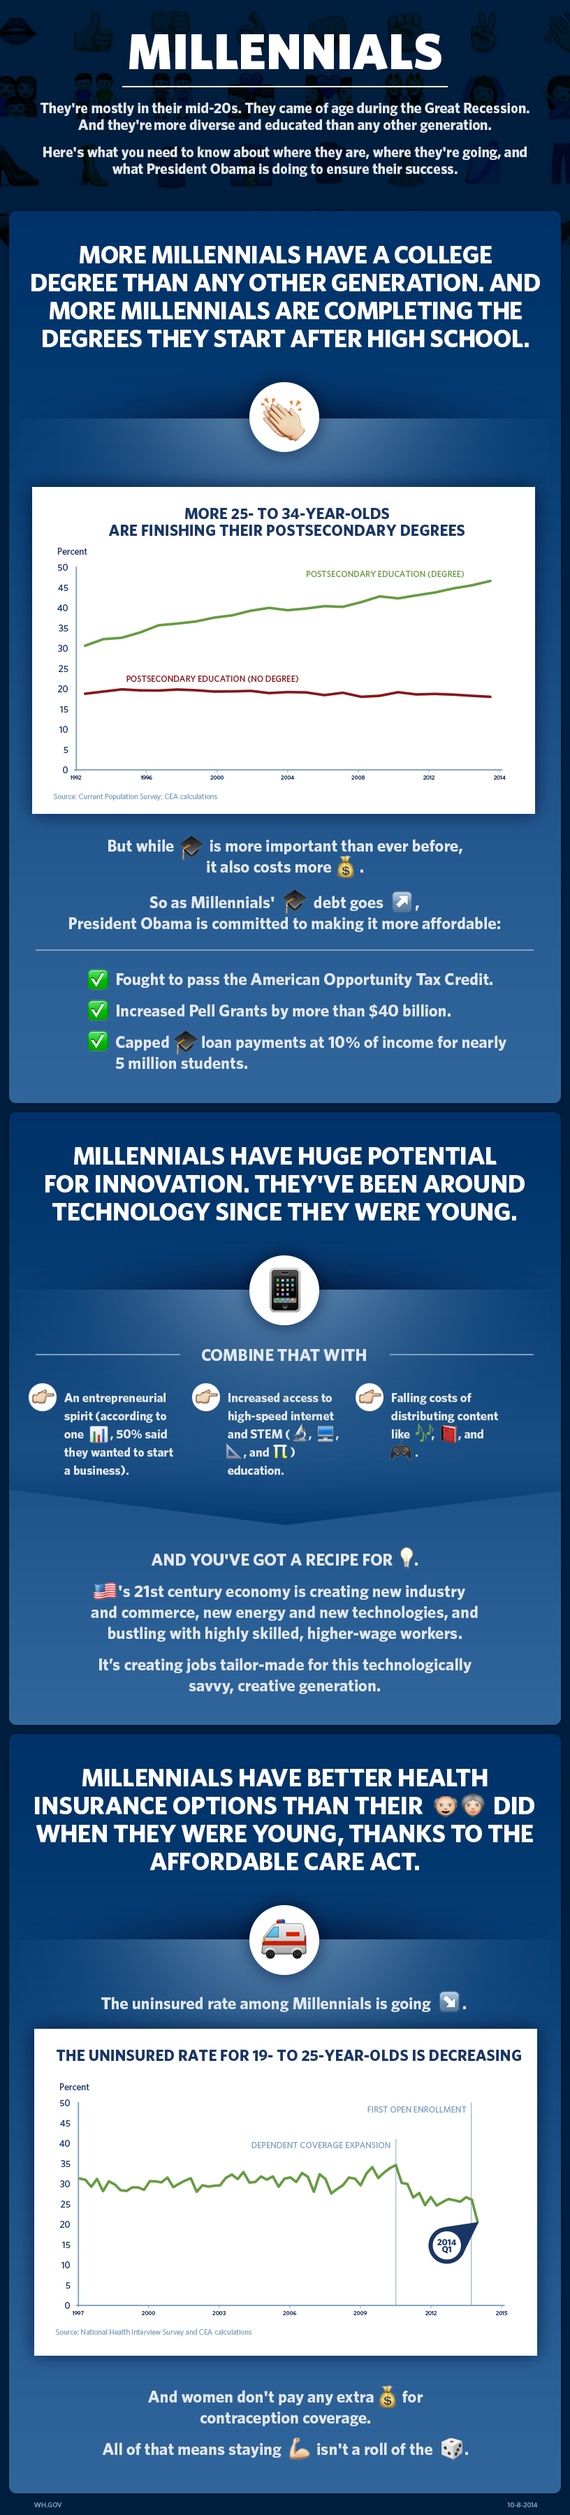 MILLENNIALS
They're mostly in their mid-20s. They came of age during the Great Recession.
And they're more diverse and educated than any other generation.
Here's what you need to know about where they are, where they're going, and
what President Obama is doing to ensure their success.
MORE MILLENNIALS HAVE A COLLEGE
DEGREE THAN ANY OTHER GENERATION. AND
MORE MILLENNIALS ARE COMPLETING THE
DEGREES THEY START AFTER HIGH SCHOOL.
MORE 25- TO 34-YEAR-OLDS
ARE FINISHING THEIR POSTSECONDARY DEGREES
Percent
50
POSTSECONDARY EDUCATION (DEGREE)
45
40
35
30
25
POSTSECONDARY EDUCATION (NO DEGREE)
20
15
10
5
0
1992 1996 2000 2004 2008 2012 2014
Source: Current Population Survey; CEA calculations
But while is more important than ever before,
it also costs more $.
So as Millennials' debt goes ,
President Obama is committed to making it more affordable:
Fought to pass the American Opportunity Tax Credit.
Increased Pell Grants by more than $40 billion.
Capped loan payments at 10% of income for nearly
5 million students.
MILLENNIALS HAVE HUGE POTENTIAL
FOR INNOVATION. THEY'VE BEEN AROUND
TECHNOLOGY SINCE THEY WERE YOUNG.
COMBINE THAT WITH
An entrepreneurial
spirit (according to
one , 50% said
they wanted to start
a business).
Increased access to
high-speed internet
and STEM ( , ,
, and )
education.
Falling costs of
distributing content
like , , and
.
AND YOU'VE GOT A RECIPE FOR .
's 21st century economy is creating new industry
and commerce, new energy and new technologies, and
bustling with highly skilled, higher-wage workers.
It's creating jobs tailor-made for this technologically
savvy, creative generation.
MILLENNIALS HAVE BETTER HEALTH
INSURANCE OPTIONS THAN THEIR DID
WHEN THEY WERE YOUNG, THANKS TO THE
AFFORDABLE CARE ACT.
The uninsured rate among Millennials is going .
THE UNINSURED RATE FOR 19- TO 25-YEAR-OLDS IS DECREASING
Percent
50
FIRST OPEN ENROLLMENT
45
40
DEPENDENT COVERAGE EXPANSION
35
30
25
20
2014
Q1
15
10
5
0
1997 2000 2003 2006 2009 2012 2015
Source: National Health Interview Survey and CEA calculations
And women don't pay any extra $ for
contraception coverage.
All of that means staying isn't a roll of the .
WH.GOV
10-8-2014